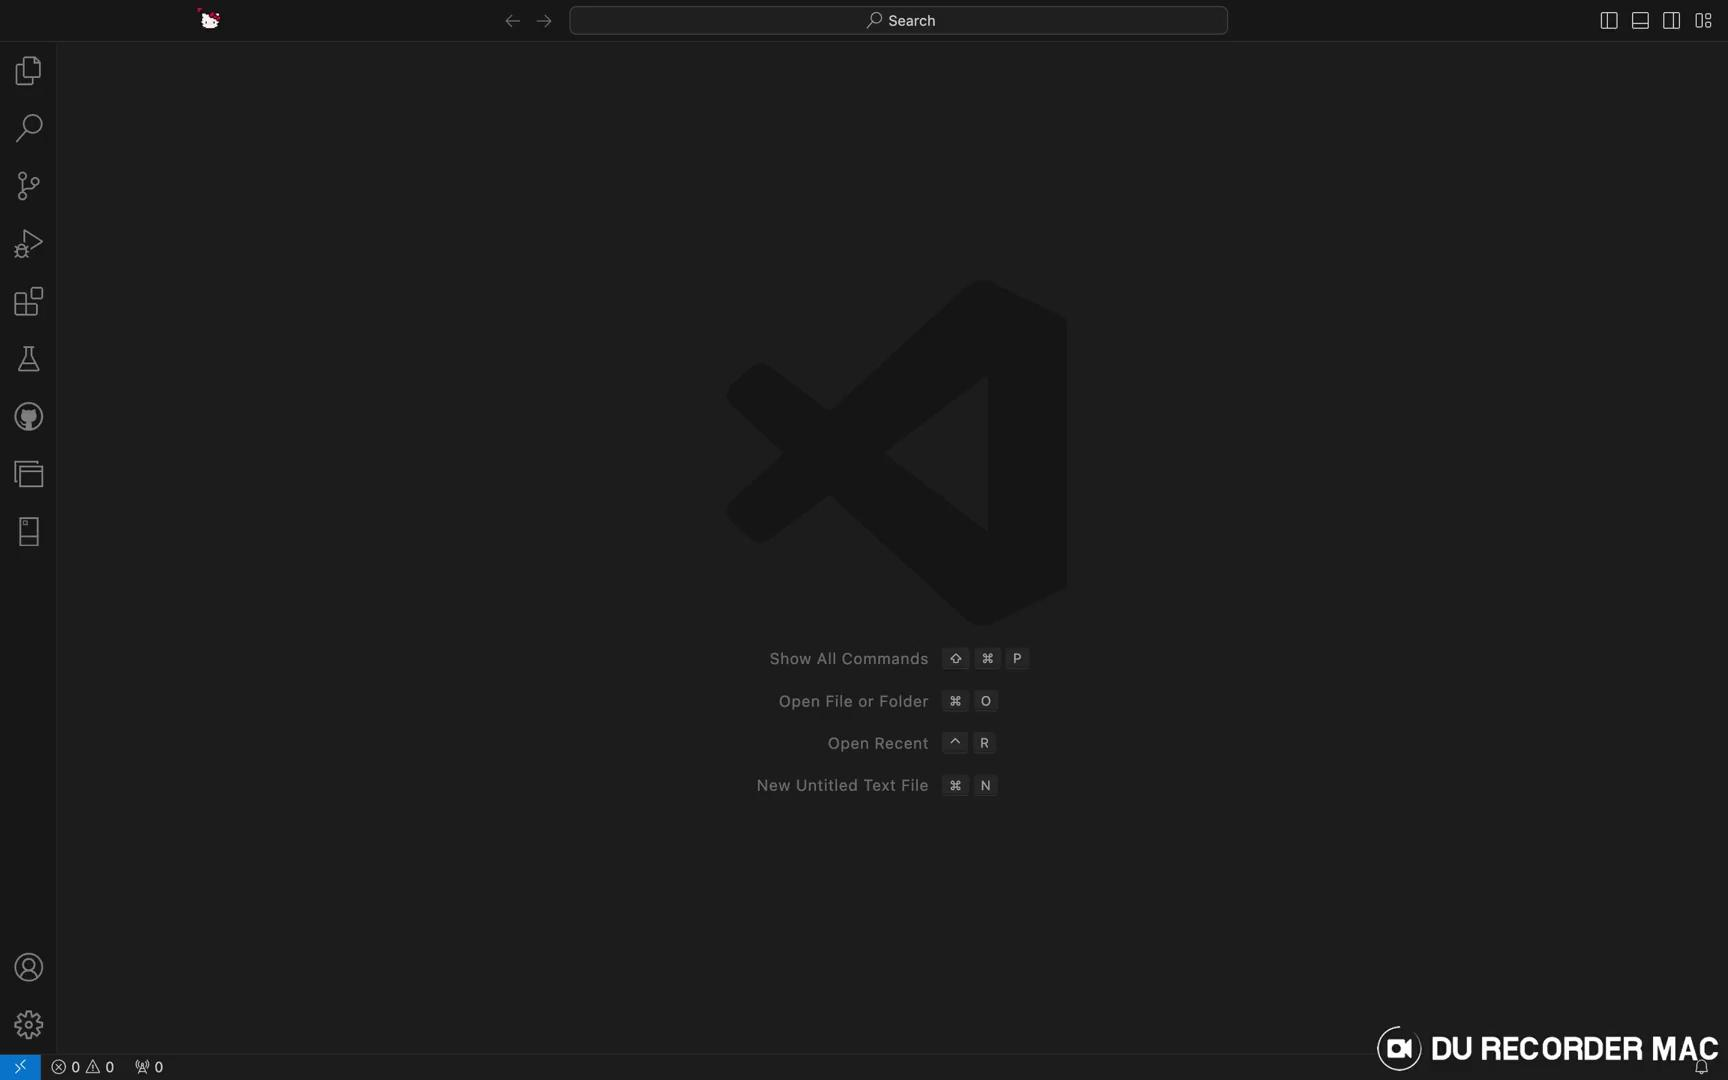 Search
Show All Commands ⇧ ⌘ P
Open File or Folder ⌘ O
Open Recent ^ R
New Untitled Text File ⌘ N
0 0 0
DU RECORDER MAC